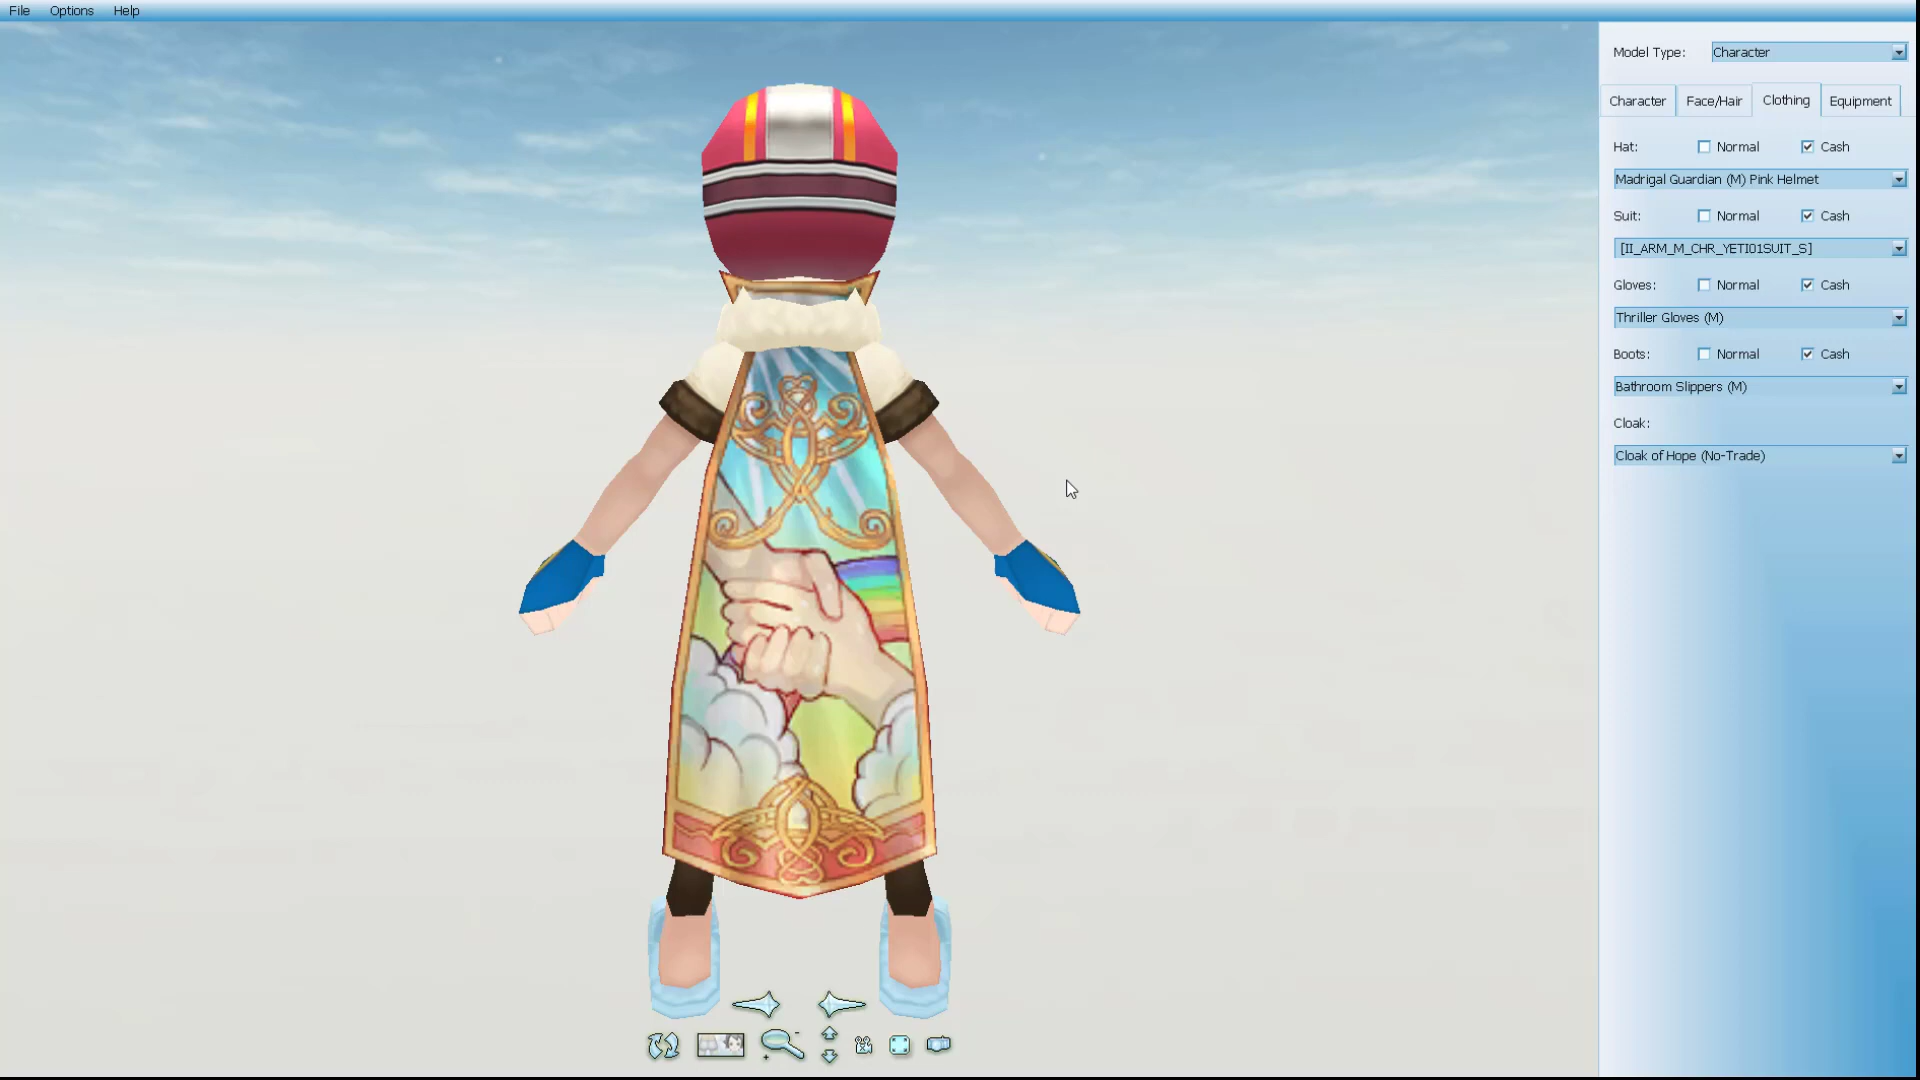 File Options Help
Model Type: Character
Character Face/Hair Clothing Equipment
Hat: Normal Cash
Madrigal Guardian (M) Pink Helmet
Suit: Normal Cash
[II_ARM_M_CHR_YETI01SUIT_S]
Gloves: Normal Cash
Thriller Gloves (M)
Boots: Normal Cash
Bathroom Slippers (M)
Cloak:
Cloak of Hope (No-Trade)